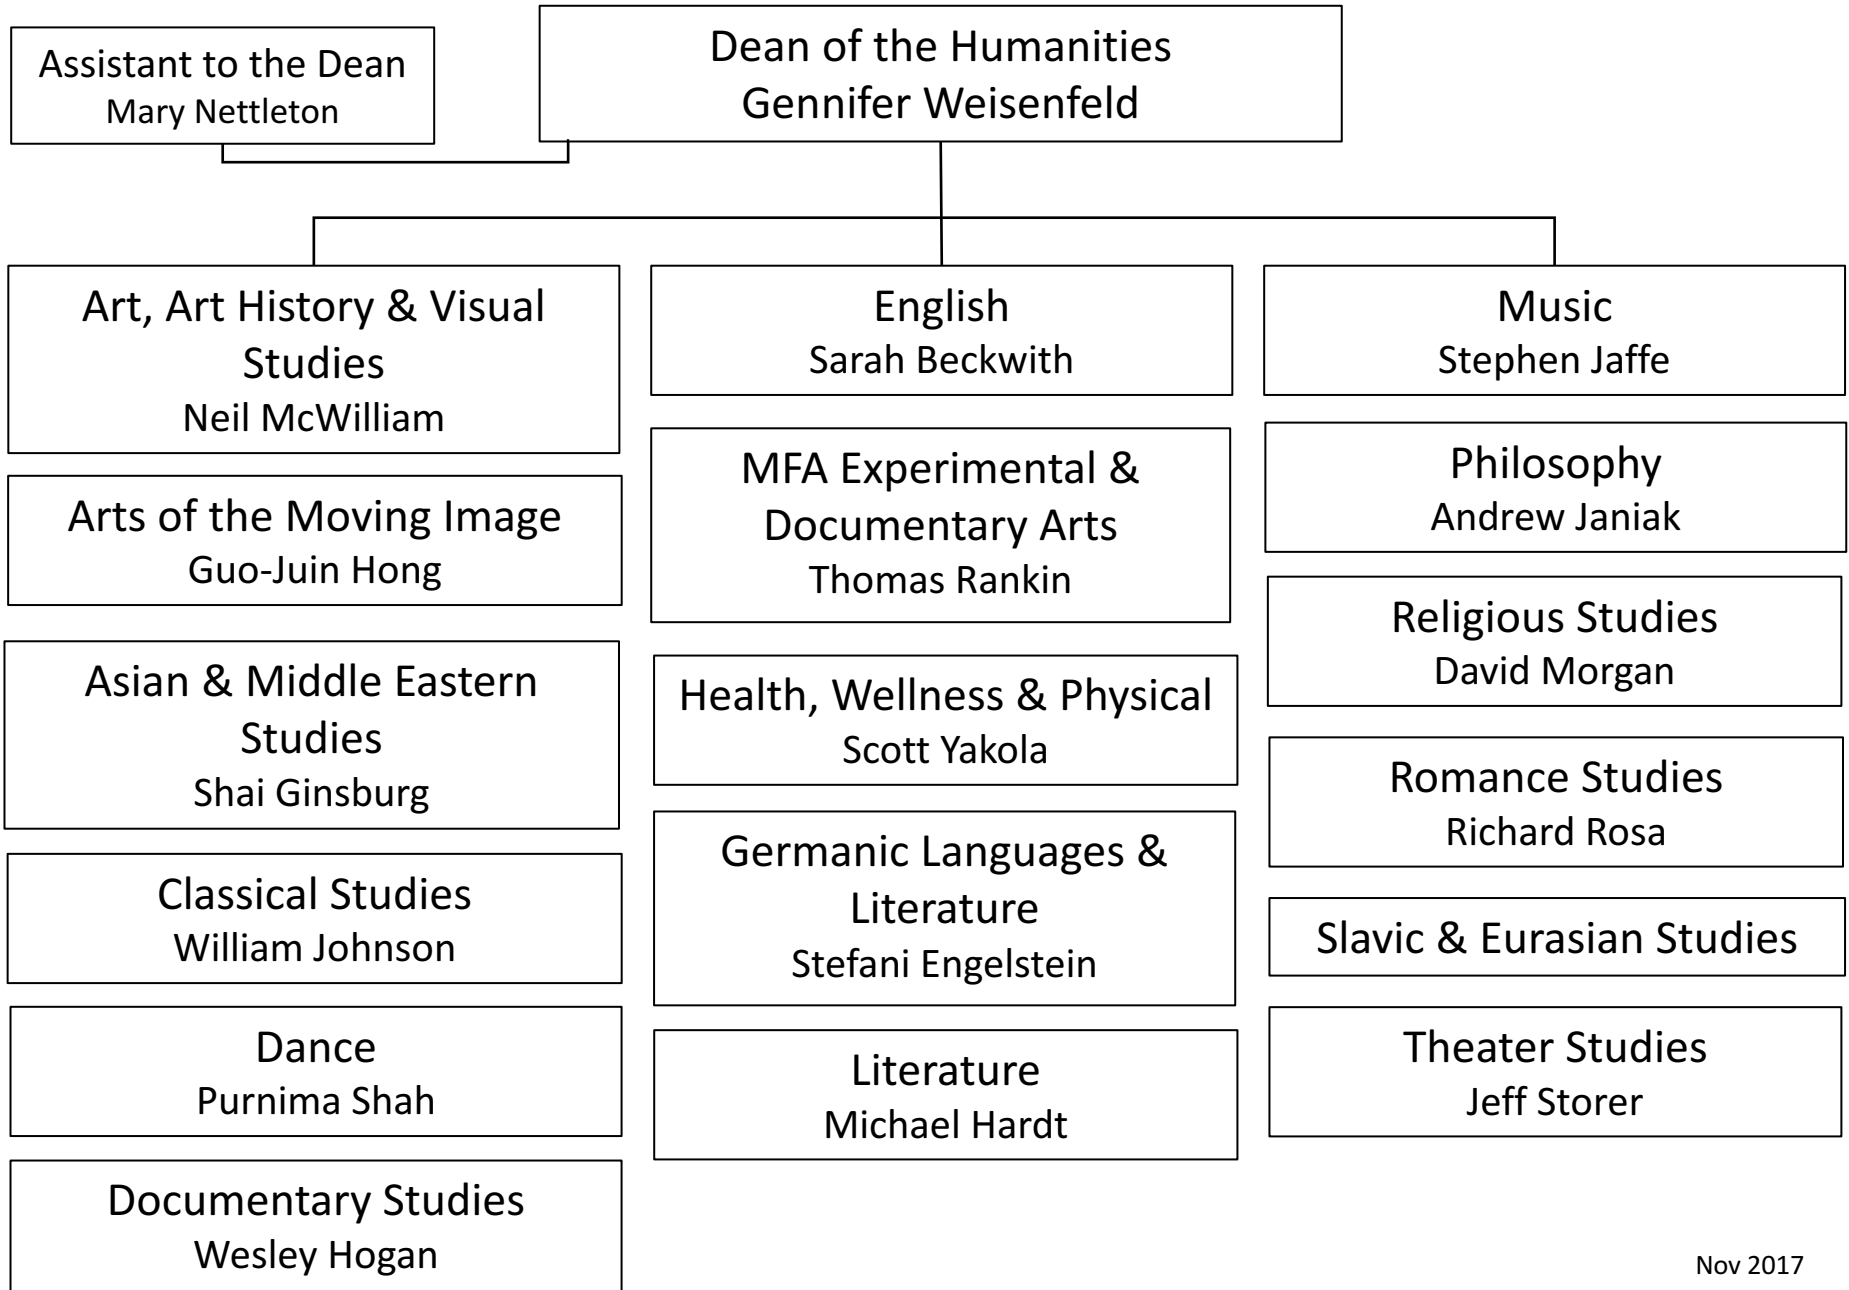 Assistant to the Dean
Mary Nettleton
Dean of the Humanities
Gennifer Weisenfeld
Art, Art History & Visual
Studies
Neil McWilliam
Arts of the Moving Image
Guo-Juin Hong
Asian & Middle Eastern
Studies
Shai Ginsburg
Classical Studies
William Johnson
Dance
Purnima Shah
Documentary Studies
Wesley Hogan
English
Sarah Beckwith
MFA Experimental &
Documentary Arts
Thomas Rankin
Health, Wellness & Physical
Scott Yakola
Germanic Languages &
Literature
Stefani Engelstein
Literature
Michael Hardt
Music
Stephen Jaffe
Philosophy
Andrew Janiak
Religious Studies
David Morgan
Romance Studies
Richard Rosa
Slavic & Eurasian Studies
Theater Studies
Jeff Storer
Nov 2017